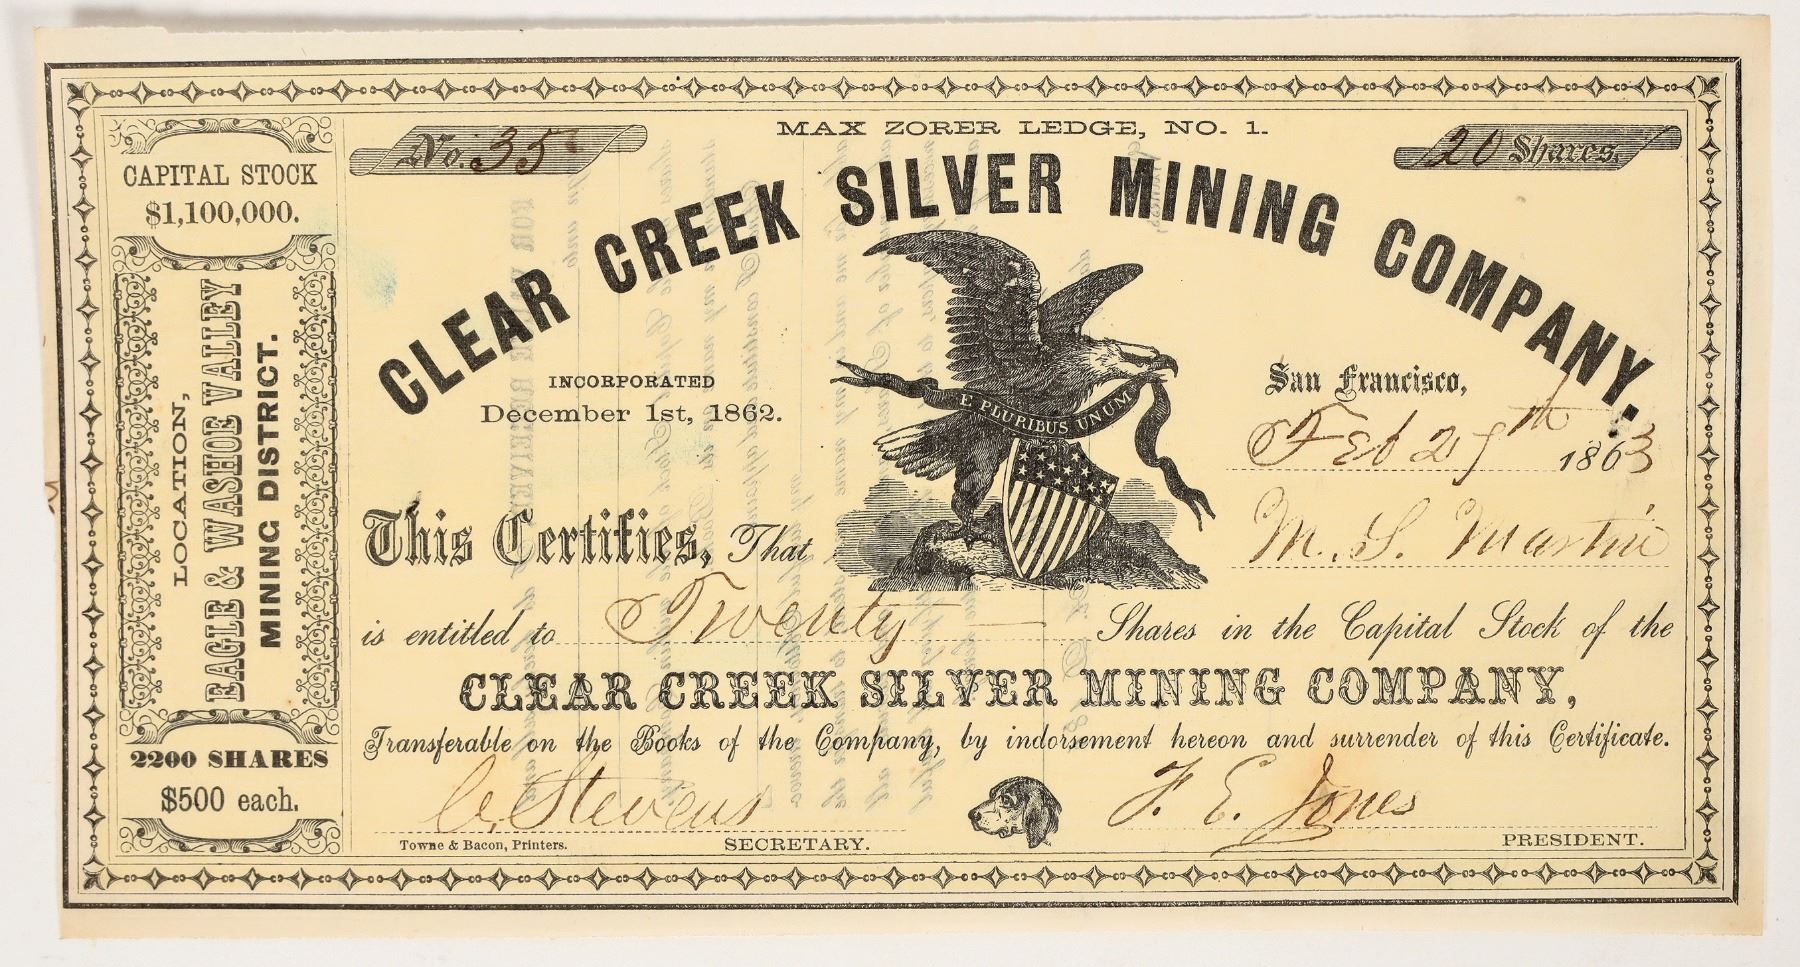 MAX ZORER LEDGE, NO. 1.
No. 35
20 Shares.
CLEAR CREEK SILVER MINING COMPANY.
CAPITAL STOCK
$1,100,000.
LOCATION,
EAGLE & WASHOE VALLEY
MINING DISTRICT.
2200 SHARES
$500 each.
INCORPORATED
December 1st, 1862.
E PLURIBUS UNUM
San Francisco,
Feb th 1863
This Certifies, That M. S. Martin
is entitled to Twenty Shares in the Capital Stock of the
CLEAR CREEK SILVER MINING COMPANY,
Transferable on the Books of the Company, by indorsement hereon and surrender of this Certificate.
C. Stevens
F. E. Jones
Towne & Bacon, Printers.
SECRETARY.
PRESIDENT.